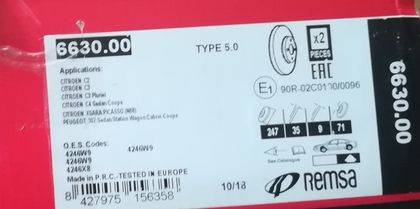 6630.00
TYPE 5.0
x2
PIECES
EAC
Applications:
CITROEN C2
CITROEN C3
CITROEN C3 Pluriel
CITROEN C4 Sedan Coupe
CITROEN XSARA PICASSO (N68)
PEUGEOT 307 Sedan Station Wagon Cabrio Coupe
E1 90R-02C0100/0096
247 35 9 71
See Catalogue
O.E.S. Codes:
4246W9 4246W9
4246W9
4246X8
Made in P.R.C.-TESTED IN EUROPE
8 427975 156358
10/18
Remsa
6630.00